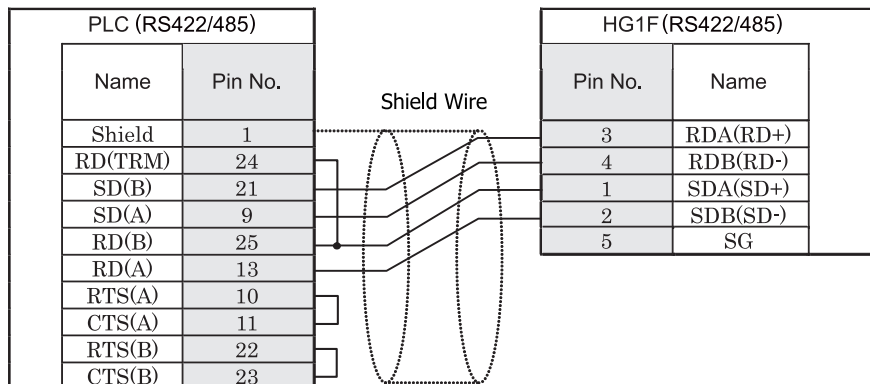 PLC (RS422/485)
Name Pin No.
Shield 1
RD(TRM) 24
SD(B) 21
SD(A) 9
RD(B) 25
RD(A) 13
RTS(A) 10
CTS(A) 11
RTS(B) 22
CTS(B) 23
Shield Wire
HG1F(RS422/485)
Pin No. Name
3 RDA(RD+)
4 RDB(RD-)
1 SDA(SD+)
2 SDB(SD-)
5 SG